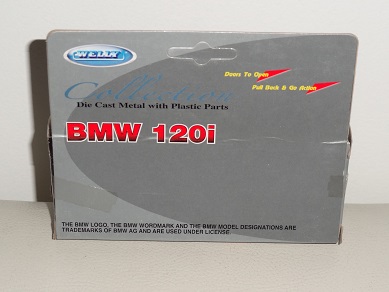 WELLY
Collection
Die Cast Metal with Plastic Parts
Doors To Open
Pull Back & Go Action
BMW 120i
THE BMW LOGO, THE BMW WORDMARK AND THE BMW MODEL DESIGNATIONS ARE
TRADEMARKS OF BMW AG AND ARE USED UNDER LICENSE